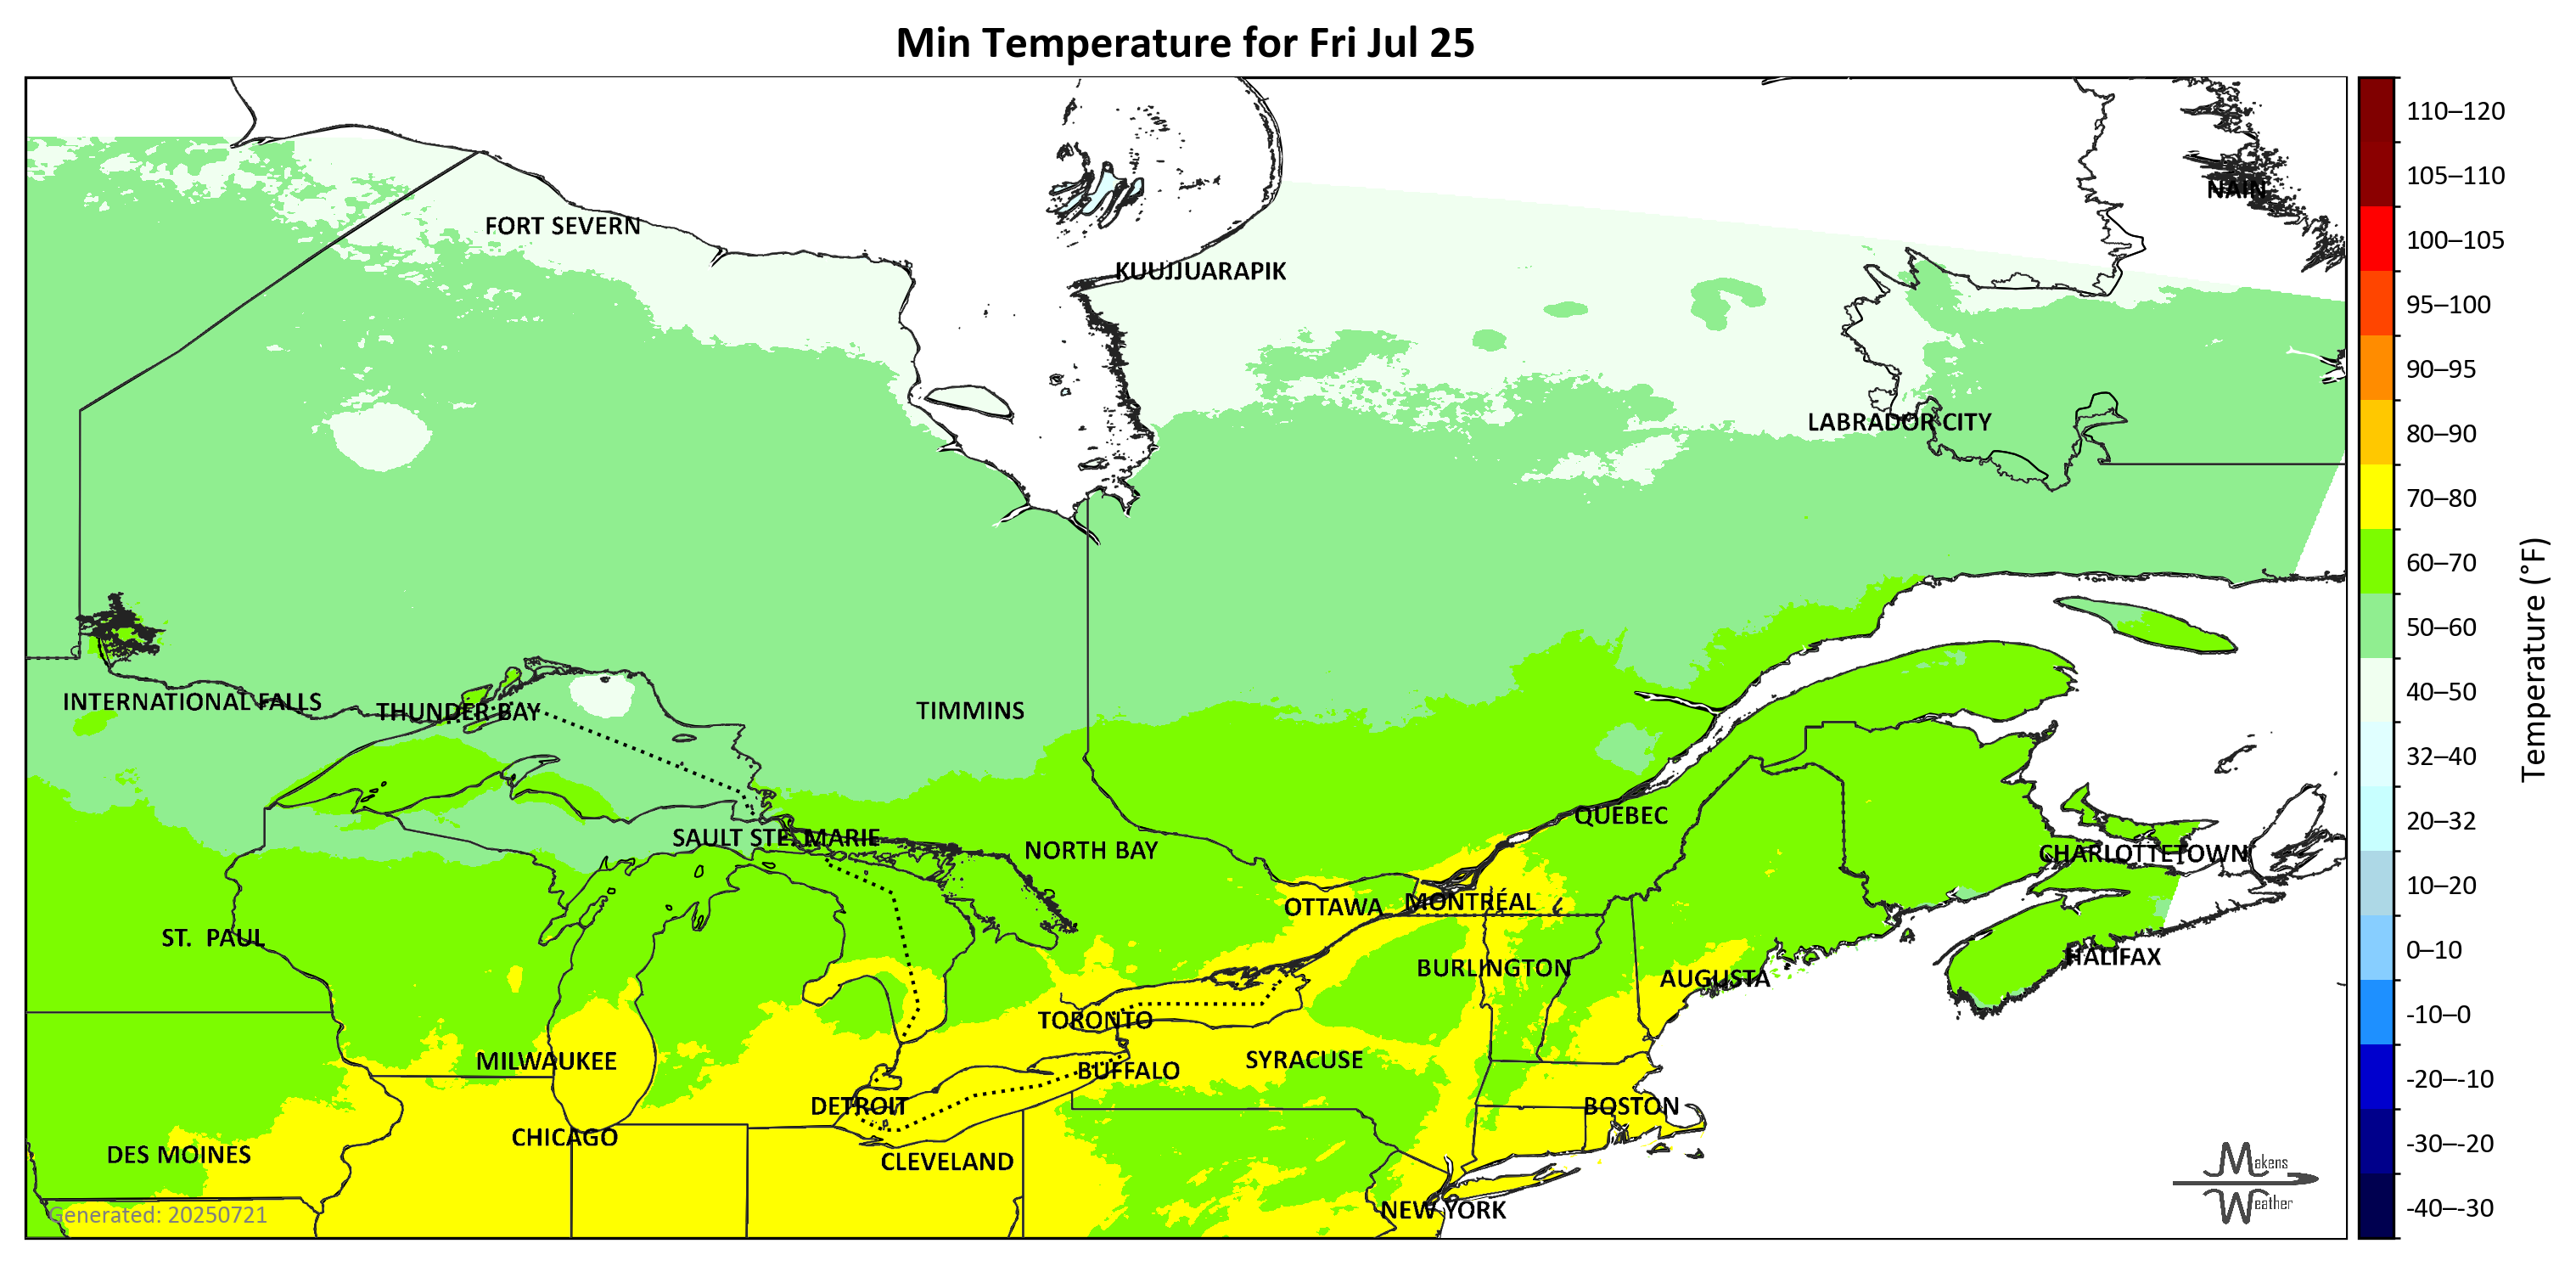 Min Temperature for Fri Jul 25
110–120
105–110
NAIN
FORT SEVERN
100–105
KUUJJUARAPIK
95–100
90–95
LABRADOR CITY
80–90
70–80
60–70
50–60
Temperature (°F)
40–50
INTERNATIONAL FALLS
THUNDER BAY
TIMMINS
32–40
QUEBEC
20–32
SAULT STE. MARIE
NORTH BAY
CHARLOTTETOWN
10–20
OTTAWA
MONTRÉAL
ST. PAUL
0–10
HALIFAX
BURLINGTON
AUGUSTA
-10–0
TORONTO
MILWAUKEE
SYRACUSE
BUFFALO
-20–-10
DETROIT
BOSTON
CHICAGO
-30–-20
DES MOINES
CLEVELAND
Makens
Weather
NEW YORK
-40–-30
Generated: 20250721